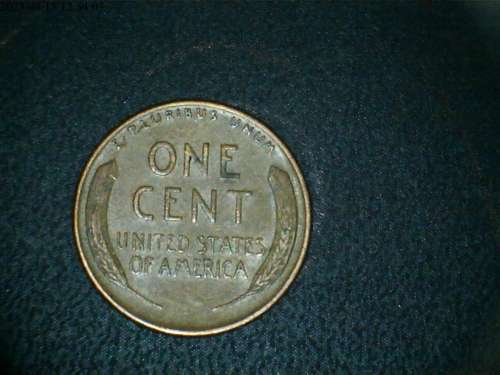 E PLURIBUS UNUM
ONE
CENT
UNITED STATES
OF AMERICA